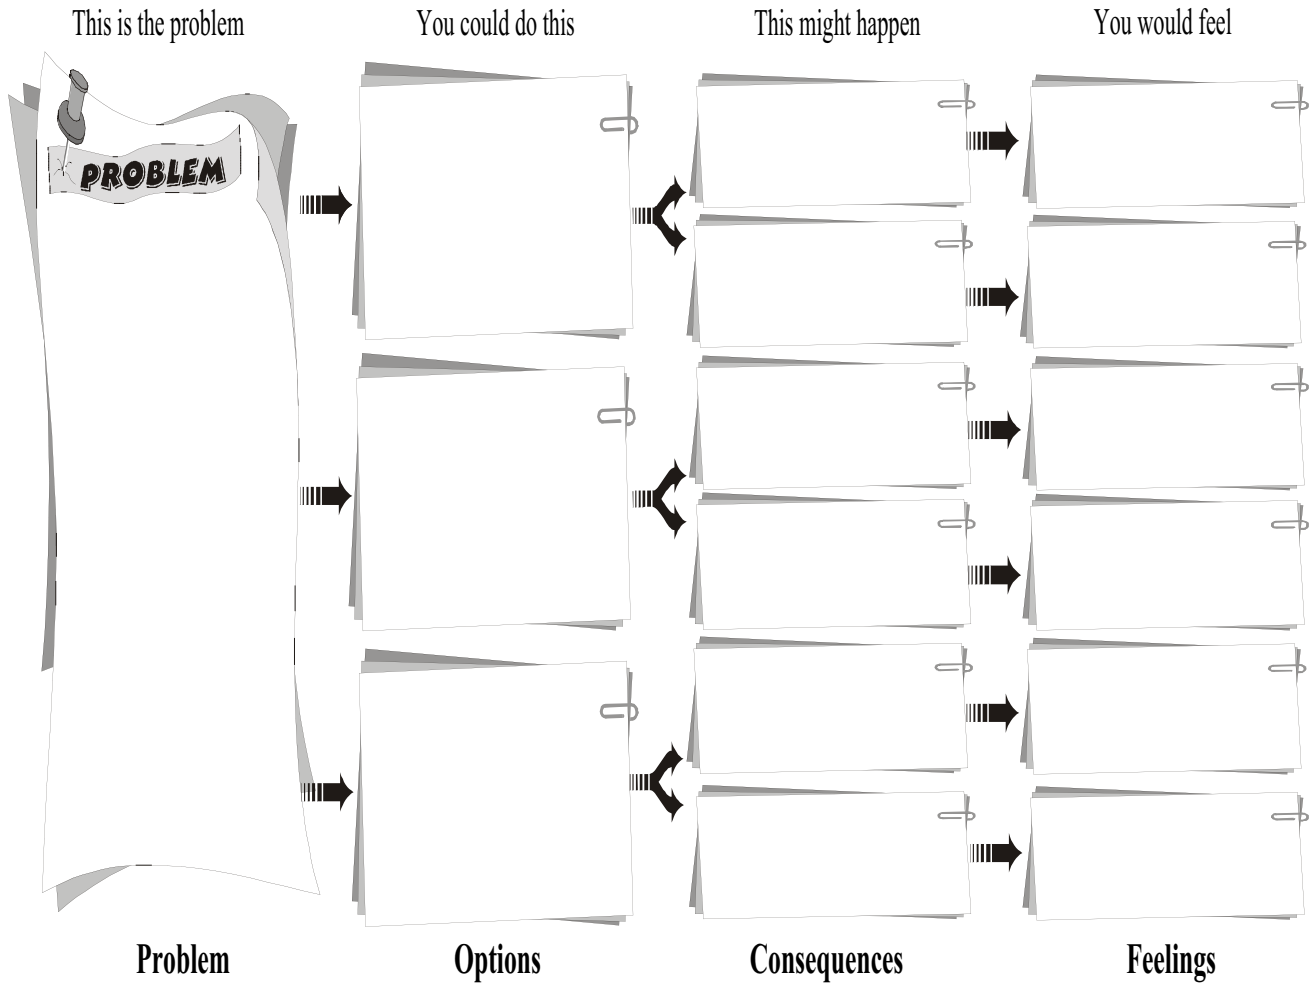 This is the problem
You could do this
This might happen
You would feel
PROBLEM
Problem
Options
Consequences
Feelings